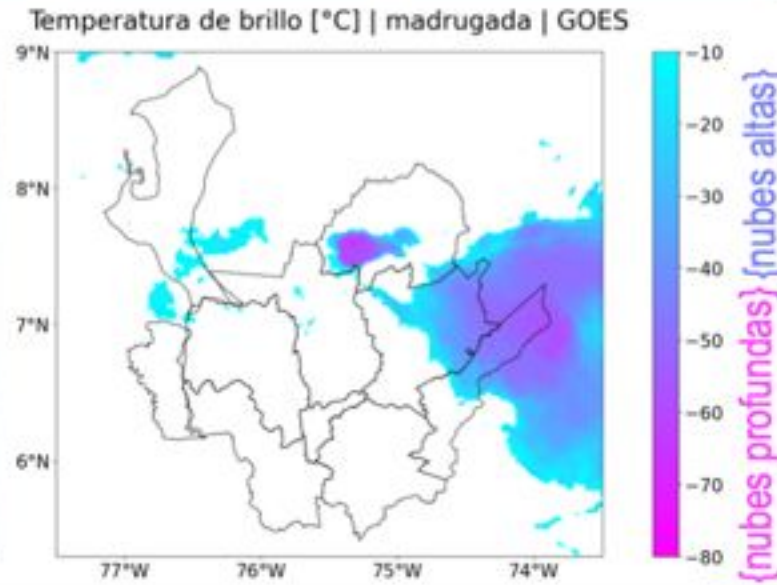 Temperatura de brillo [°C] | madrugada | GOES
9°N
8°N
7°N
6°N
77°W
76°W
75°W
74°W
−10
−20
−30
−40
−50
−60
−70
−80
{nubes altas}
{nubes profundas}